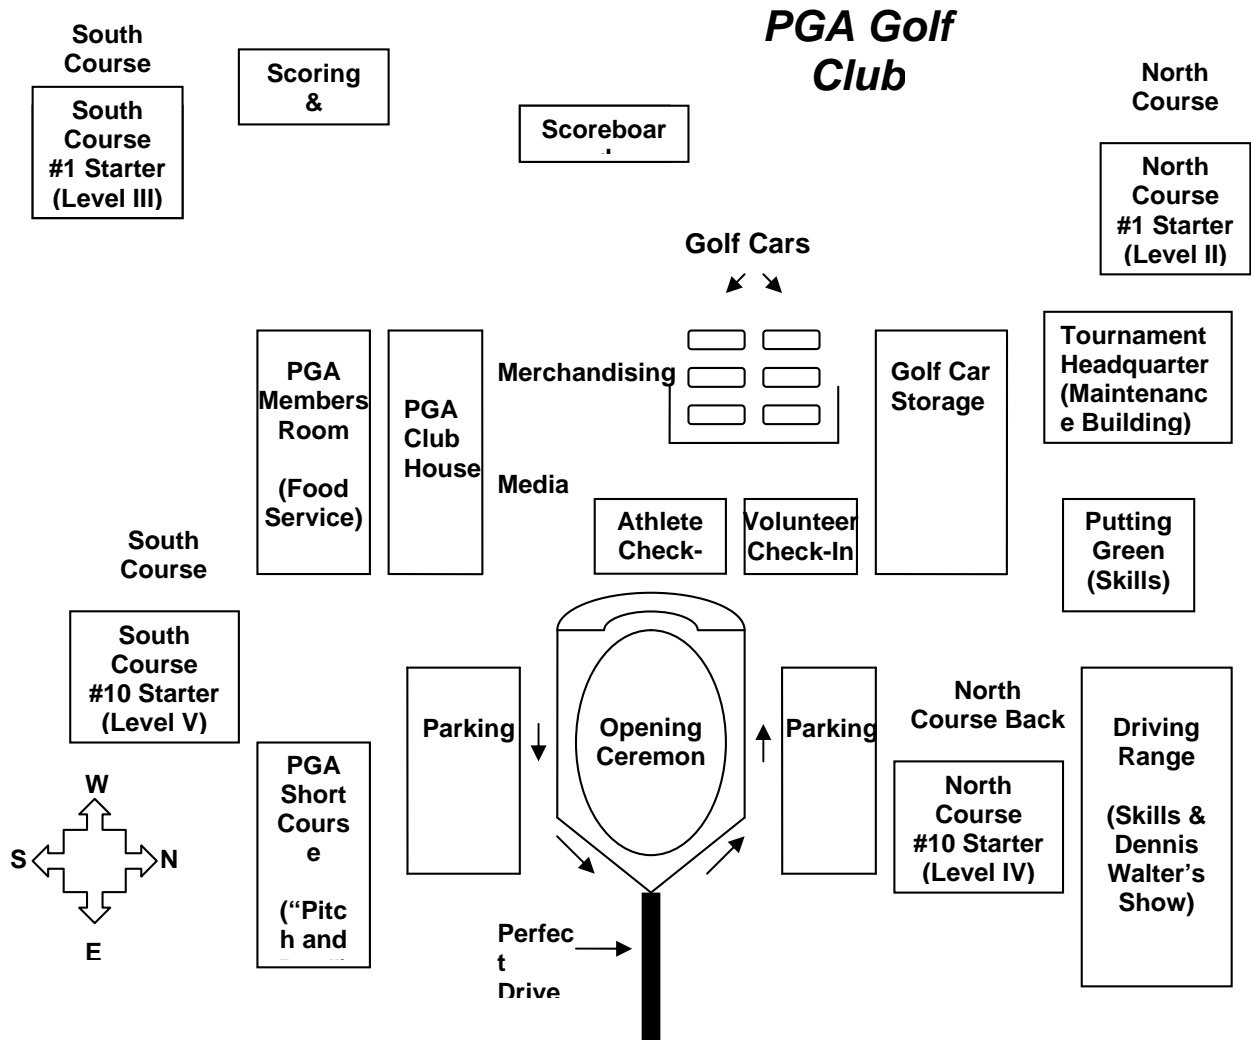 PGA Golf
Club
South
Course
South
Course
#1 Starter
(Level III)
Scoring
&
Scoreboar
North
Course
North
Course
#1 Starter
(Level II)
Golf Cars
PGA
Members
Room
(Food
Service)
PGA
Club
House
Merchandising
Media
Golf Car
Storage
Tournament
Headquarter
(Maintenanc
e Building)
Athlete
Check-
Volunteer
Check-In
Putting
Green
(Skills)
South
Course
South
Course
#10 Starter
(Level V)
Parking
Opening
Ceremon
Parking
North
Course Back
North
Course
#10 Starter
(Level IV)
Driving
Range
(Skills &
Dennis
Walter's
Show)
W
S
N
E
PGA
Short
Cours
e
("Pitc
h and
Perfec
t
Drive